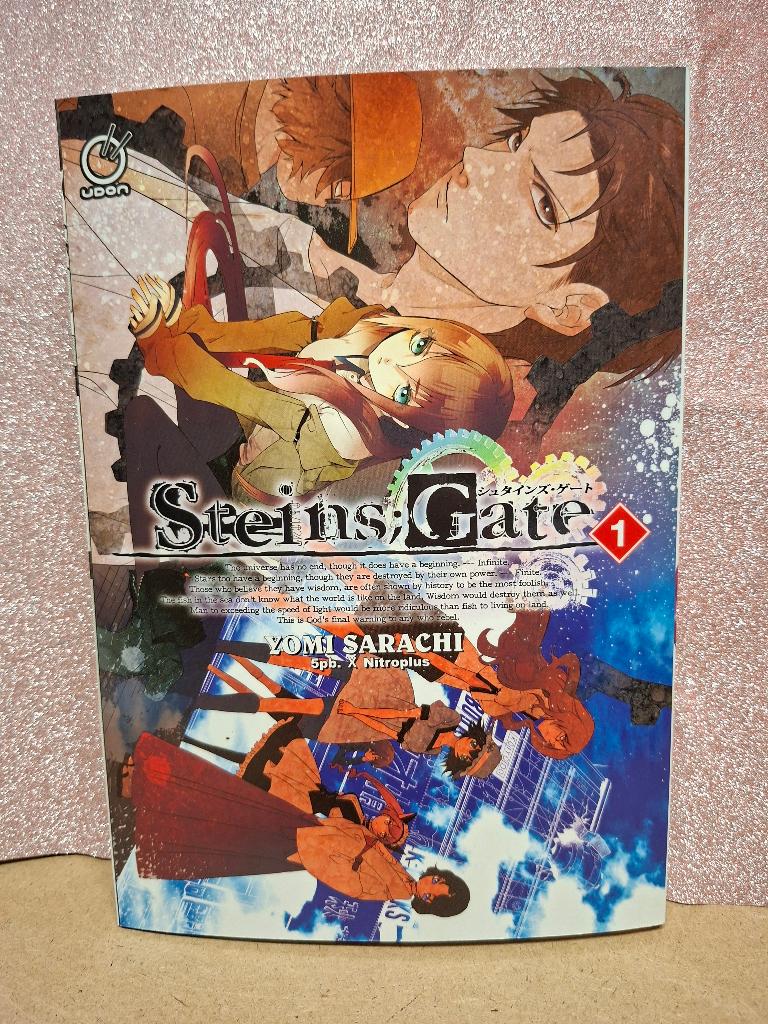 UDON
Steins;Gate
シュタインズ・ゲート
1
The universe has no end, though it does have a beginning. — Infinite.
Stars too have a beginning, though they are destroyed by their own power. — Finite.
Those who believe they have wisdom, are often shown by history to be the most foolish.
The fish in the sea don't know what the world is like on the land. Wisdom would destroy them as well.
Man to exceeding the speed of light would be more ridiculous than fish to living on land.
This is God's final warning to any who rebel.
YOMI SARACHI
5pb. X Nitroplus